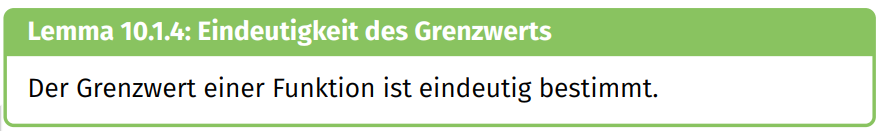 Lemma 10.1.4: Eindeutigkeit des Grenzwerts
Der Grenzwert einer Funktion ist eindeutig bestimmt.